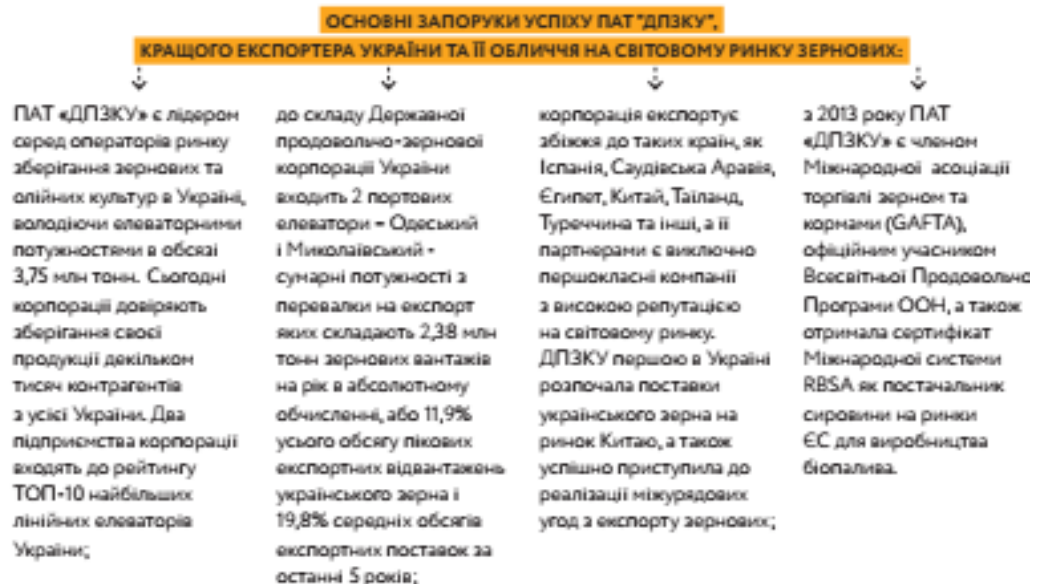 ОСНОВНІ ЗАПОРУКИ УСПІХУ ПАТ "ДПЗКУ",
КРАЩОГО ЕКСПОРТЕРА УКРАЇНИ ТА ЇЇ ОБЛИЧЧЯ НА СВІТОВОМУ РИНКУ ЗЕРНОВИХ:
ПАТ «ДПЗКУ» є лідером
серед операторів ринку
зберігання зернових та
олійних культур в Україні,
володіючи елеваторними
потужностями в обсязі
3,75 млн тонн. Сьогодні
корпорації довіряють
зберігання своєї
продукції декільком
тисяч контрагентів
з усієї України. Два
підприємства корпорації
входять до рейтингу
ТОП-10 найбільших
лінійних елеваторів
України;
до складу Державної
продовольчо-зернової
корпорації України
входить 2 портових
елеватори – Одеський
і Миколаївський -
сумарні потужності з
перевалки на експорт
яких складають 2,38 млн
тонн зернових вантажів
на рік в абсолютному
обчисленні, або 11,9%
усього обсягу пікових
експортних відвантажень
українського зерна і
19,8% середніх обсягів
експортних поставок за
останні 5 років;
корпорація експортує
збіжжя до таких країн, як
Іспанія, Саудівська Аравія,
Єгипет, Китай, Таїланд,
Туреччина та інші, а її
партнерами є виключно
першокласні компанії
з високою репутацією
на світовому ринку.
ДПЗКУ першою в Україні
розпочала поставки
українського зерна на
ринок Китаю, а також
успішно приступила до
реалізації міжурядових
угод з експорту зернових;
з 2013 року ПАТ
«ДПЗКУ» є членом
Міжнародної асоціації
торгівлі зерном та
кормами (GAFTA),
офіційним учасником
Всесвітньої Продовольчо
Програми ООН, а також
отримала сертифікат
Міжнародної системи
RBSA як постачальник
сировини на ринки
ЄС для виробництва
біопалива.